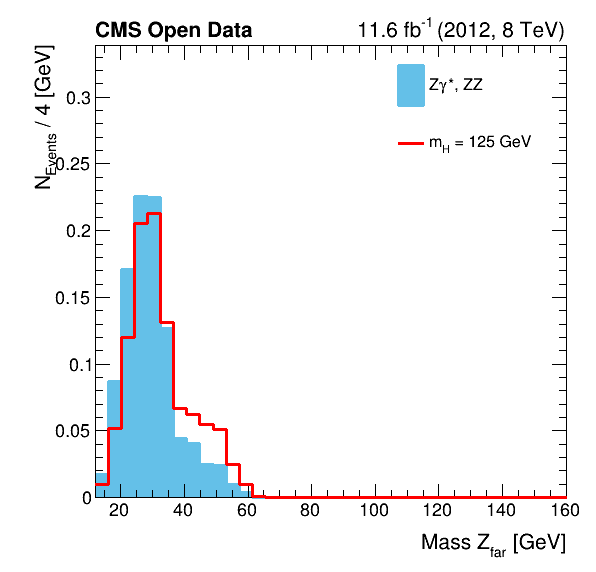 CMS Open Data
11.6 fb⁻¹ (2012, 8 TeV)
N_Events / 4 [GeV]
Zγ*, ZZ
m_H = 125 GeV
0.3
0.25
0.2
0.15
0.1
0.05
0
20 40 60 80 100 120 140 160
Mass Z_far [GeV]